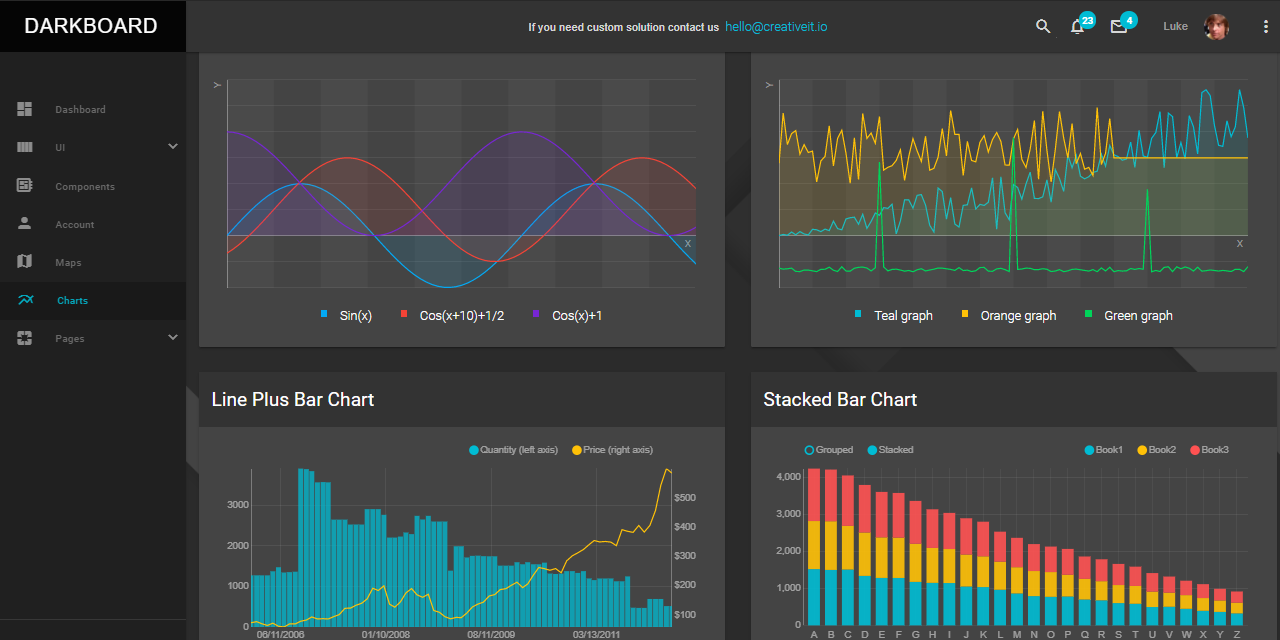 DARKBOARD
If you need custom solution contact us hello@creativeit.io
23
4
Luke
Dashboard
UI
Components
Account
Maps
Charts
Pages
Y
X
Sin(x) Cos(x+10)+1/2 Cos(x)+1
Y
X
Teal graph Orange graph Green graph
Line Plus Bar Chart
Quantity (left axis) Price (right axis)
3000
2000
1000
0
$500
$400
$300
$200
$100
06/11/2006 01/10/2008 08/11/2009 03/13/2011
Stacked Bar Chart
Grouped Stacked Book1 Book2 Book3
4,000
3,000
2,000
1,000
0
A B C D E F G H I J K L M N O P Q R S T U V W X Y Z